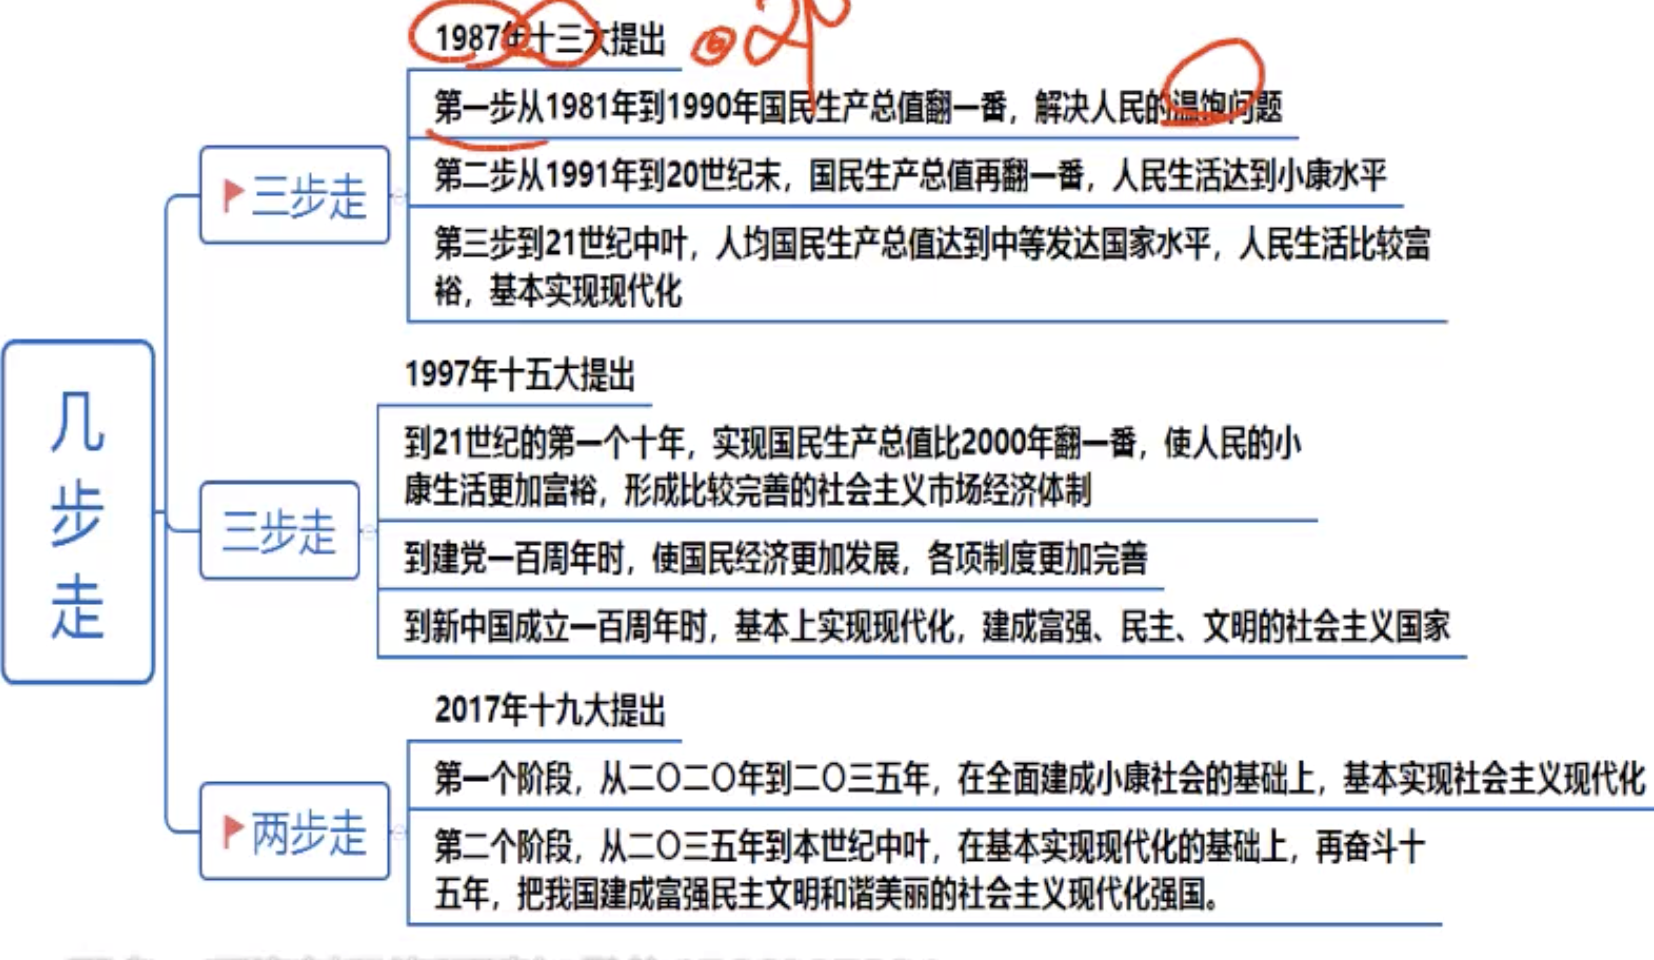 1987年十三大提出
第一步从1981年到1990年国民生产总值翻一番，解决人民的温饱问题
第二步从1991年到20世纪末，国民生产总值再翻一番，人民生活达到小康水平
三步走
第三步到21世纪中叶，人均国民生产总值达到中等发达国家水平，人民生活比较富
裕，基本实现现代化
几步走
1997年十五大提出
到21世纪的第一个十年，实现国民生产总值比2000年翻一番，使人民的小
康生活更加富裕，形成比较完善的社会主义市场经济体制
三步走
到建党一百周年时，使国民经济更加发展，各项制度更加完善
到新中国成立一百周年时，基本上实现现代化，建成富强、民主、文明的社会主义国家
2017年十九大提出
第一个阶段，从二〇二〇年到二〇三五年，在全面建成小康社会的基础上，基本实现社会主义现代化
两步走
第二个阶段，从二〇三五年到本世纪中叶，在基本实现现代化的基础上，再奋斗十
五年，把我国建成富强民主文明和谐美丽的社会主义现代化强国。